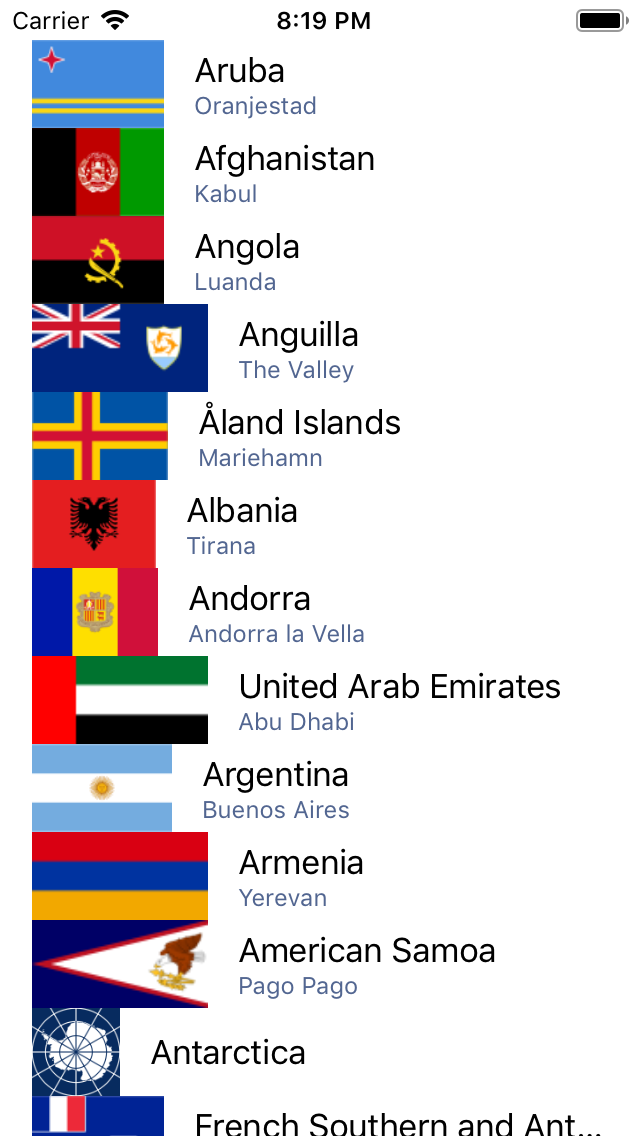 Carrier 8:19 PM
Aruba
Oranjestad
Afghanistan
Kabul
Angola
Luanda
Anguilla
The Valley
Åland Islands
Mariehamn
Albania
Tirana
Andorra
Andorra la Vella
United Arab Emirates
Abu Dhabi
Argentina
Buenos Aires
Armenia
Yerevan
American Samoa
Pago Pago
Antarctica
French Southern and Ant...